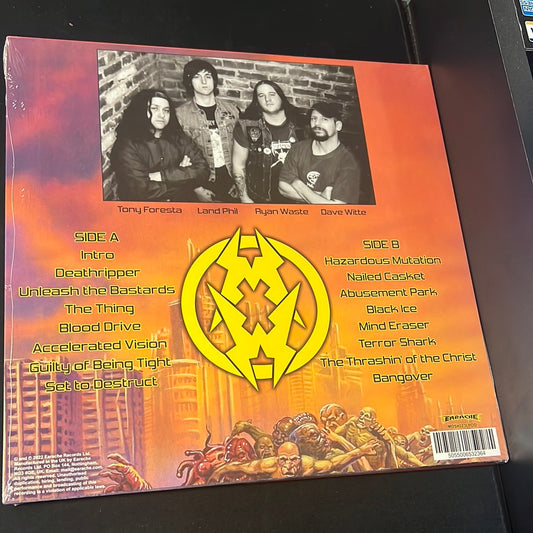 Tony Foresta Land Phil Ryan Waste Dave Witte
SIDE A
Intro
Deathripper
Unleash the Bastards
The Thing
Blood Drive
Accelerated Vision
Guilty of Being Tight
Set to Destruct
SIDE B
Hazardous Mutation
Nailed Casket
Abusement Park
Black Ice
Mind Eraser
Terror Shark
The Thrashin' of the Christ
Bangover
EARACHE
5055006532364